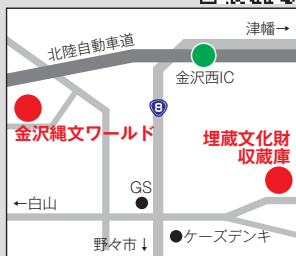 津幡→
北陸自動車道
金沢西IC
8
金沢縄文ワールド
埋蔵文化財
収蔵庫
GS
←白山
ケーズデンキ
野々市↓